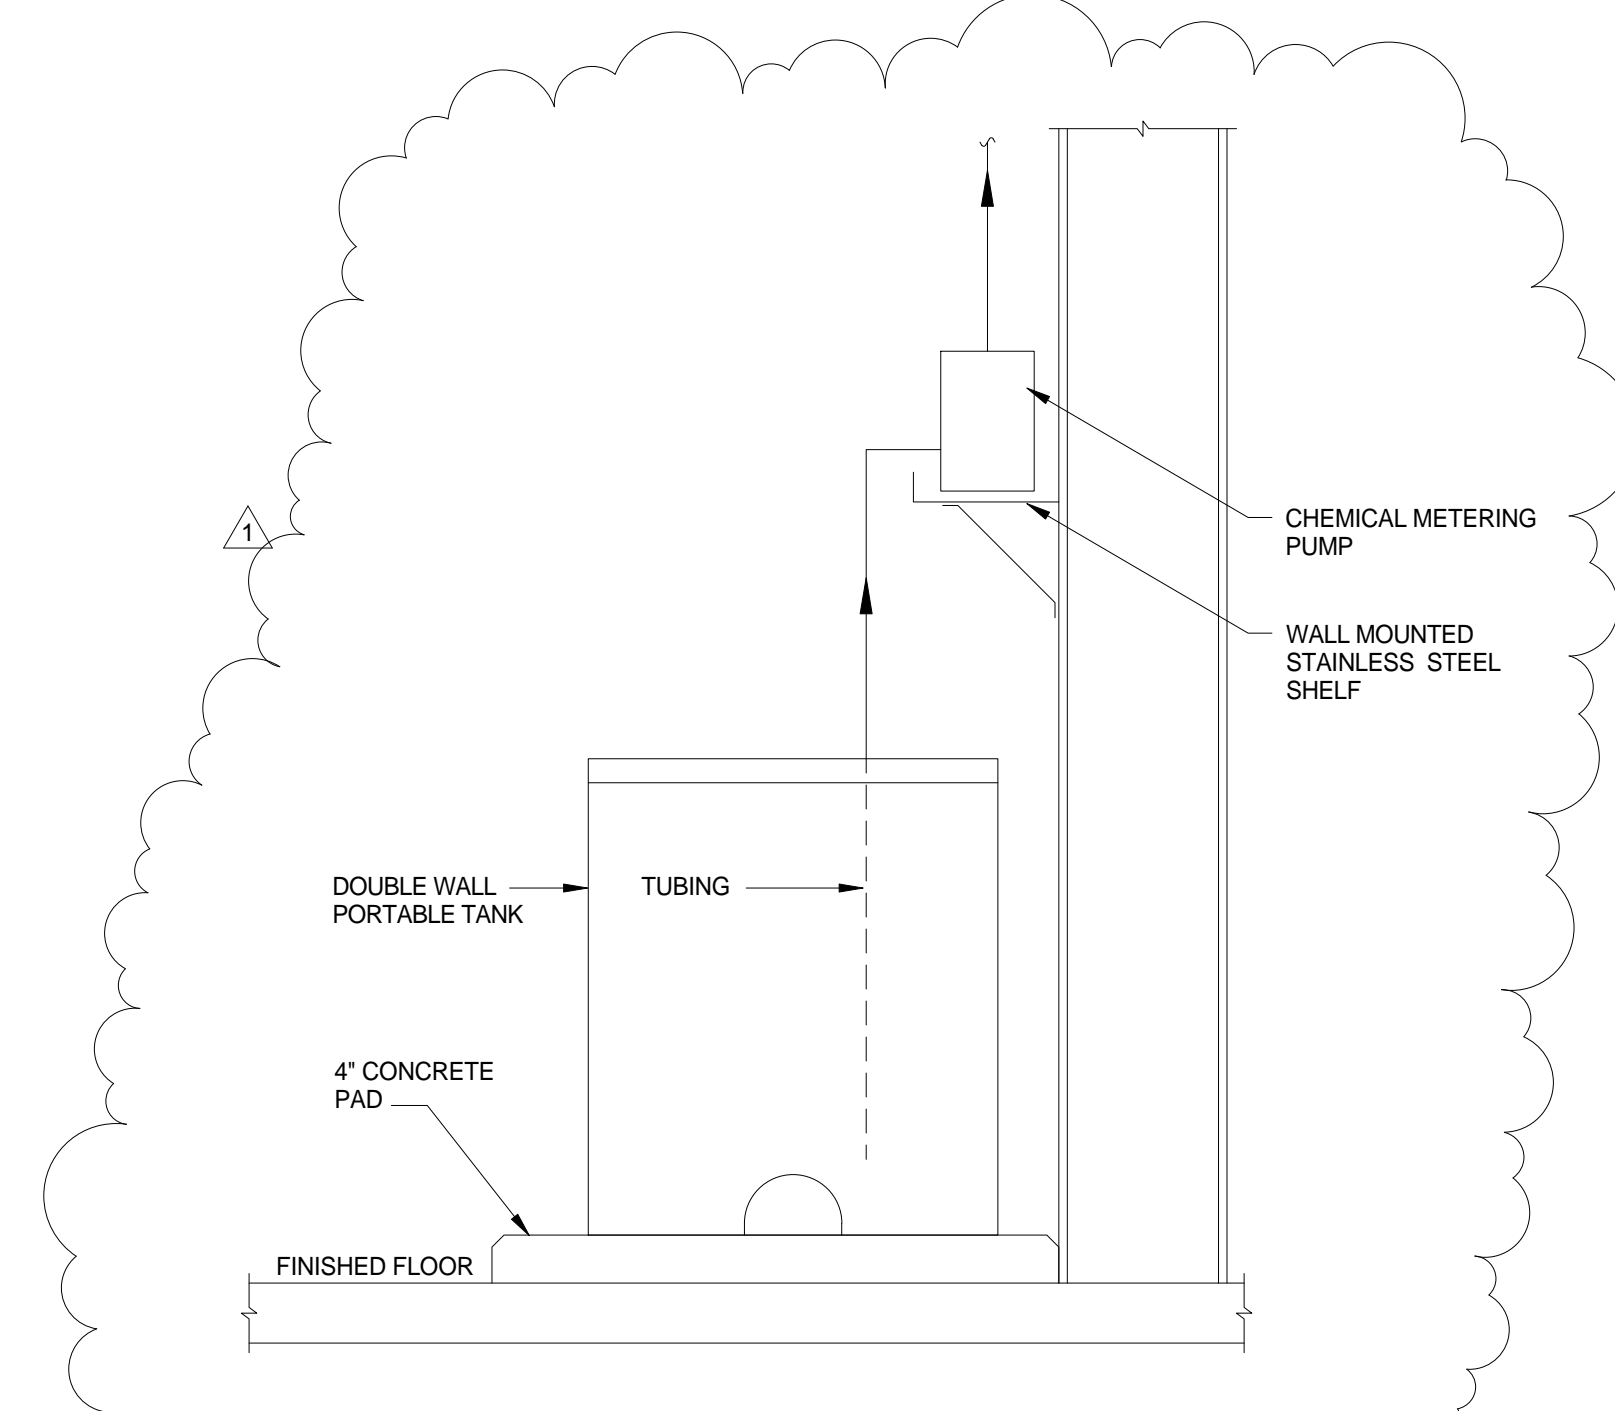 1
CHEMICAL METERING
PUMP
WALL MOUNTED
STAINLESS STEEL
SHELF
DOUBLE WALL
PORTABLE TANK
TUBING
4" CONCRETE
PAD
FINISHED FLOOR